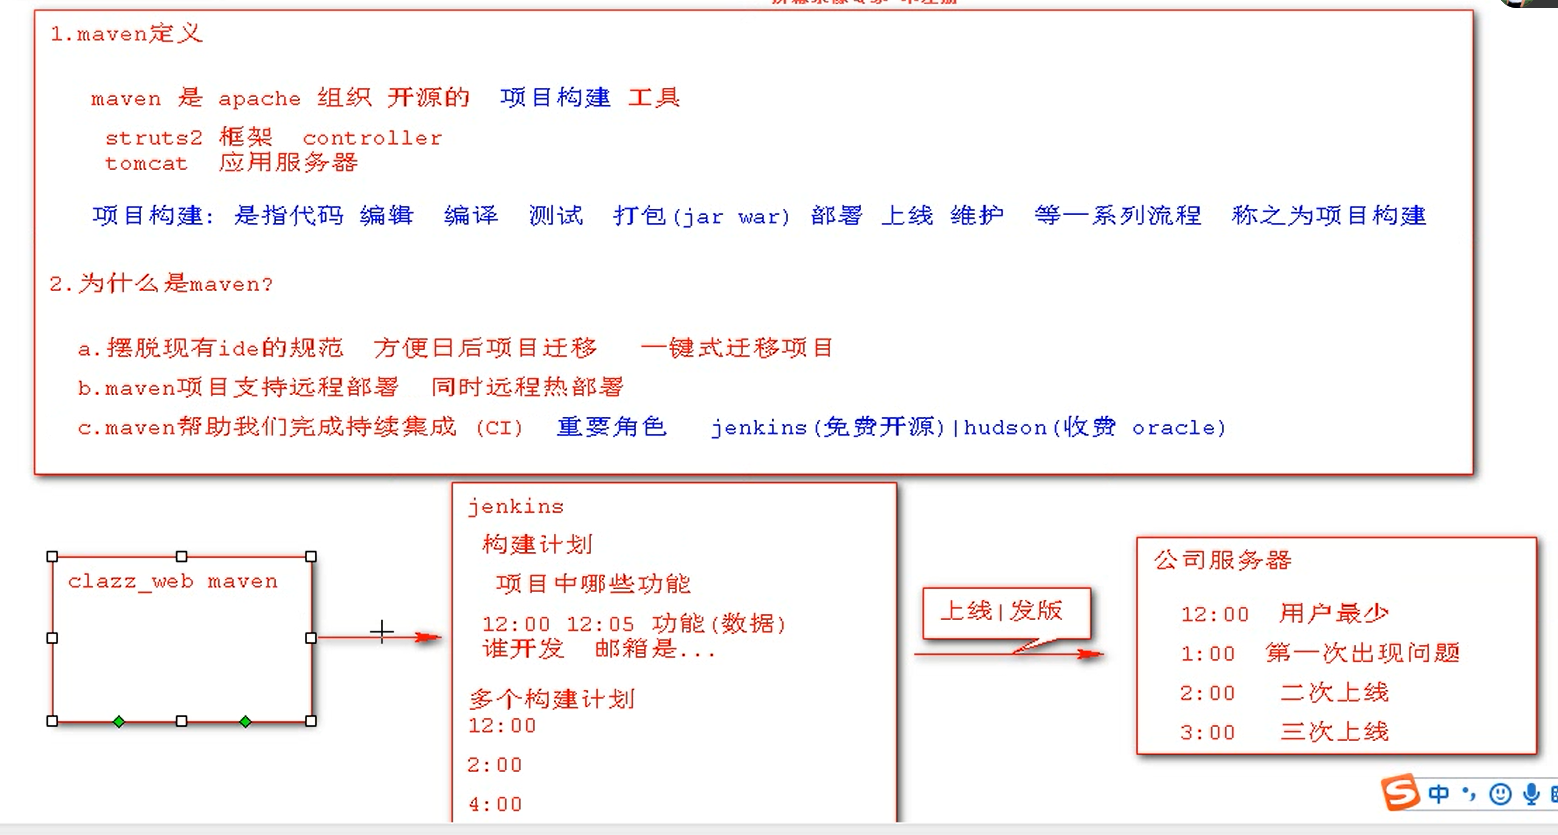 1.maven定义
maven 是 apache 组织 开源的 项目构建 工具
struts2 框架 controller
tomcat 应用服务器
项目构建: 是指代码 编辑 编译 测试 打包(jar war) 部署 上线 维护 等一系列流程 称之为项目构建
2.为什么是maven?
a.摆脱现有ide的规范 方便日后项目迁移 一键式迁移项目
b.maven项目支持远程部署 同时远程热部署
c.maven帮助我们完成持续集成 (CI) 重要角色 jenkins(免费开源)|hudson(收费 oracle)
clazz_web maven
jenkins
构建计划
项目中哪些功能
12:00 12:05 功能(数据)
谁开发 邮箱是...
多个构建计划
12:00
2:00
4:00
上线|发版
公司服务器
12:00 用户最少
1:00 第一次出现问题
2:00 二次上线
3:00 三次上线
中